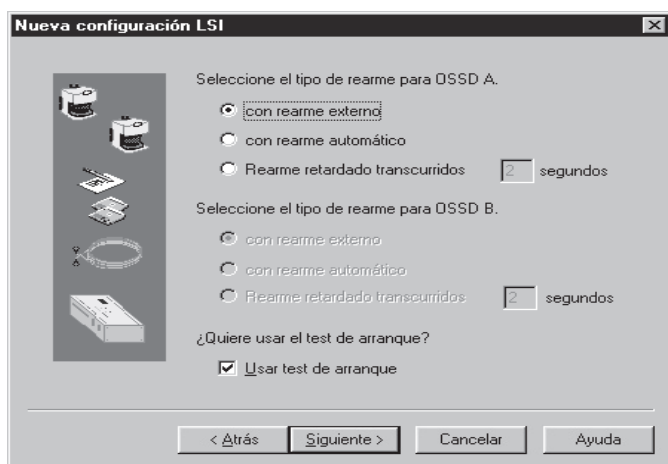 Nueva configuración LSI
Seleccione el tipo de rearme para OSSD A.
con rearme externo
con rearme automático
Rearme retardado transcurridos 2 segundos
Seleccione el tipo de rearme para OSSD B.
con rearme externo
con rearme automático
Rearme retardado transcurridos 2 segundos
¿Quiere usar el test de arranque?
Usar test de arranque
< Atrás Siguiente > Cancelar Ayuda